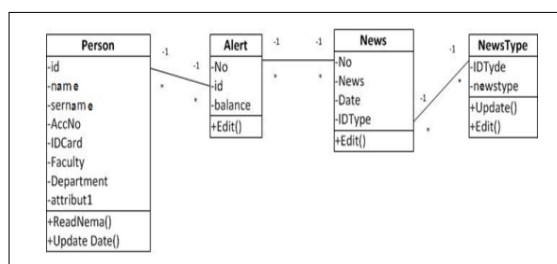 Person
-id
-name
-sername
-AccNo
-IDCard
-Faculty
-Department
-attribut1
+ReadNema()
+Update Date()
-1
-1
*
*
Alert
-No
-id
-balance
+Edit()
-1
-1
*
*
News
-No
-News
-Date
-IDType
+Edit()
-1
-1
*
*
NewsType
-IDTyde
-newstype
+Update()
+Edit()